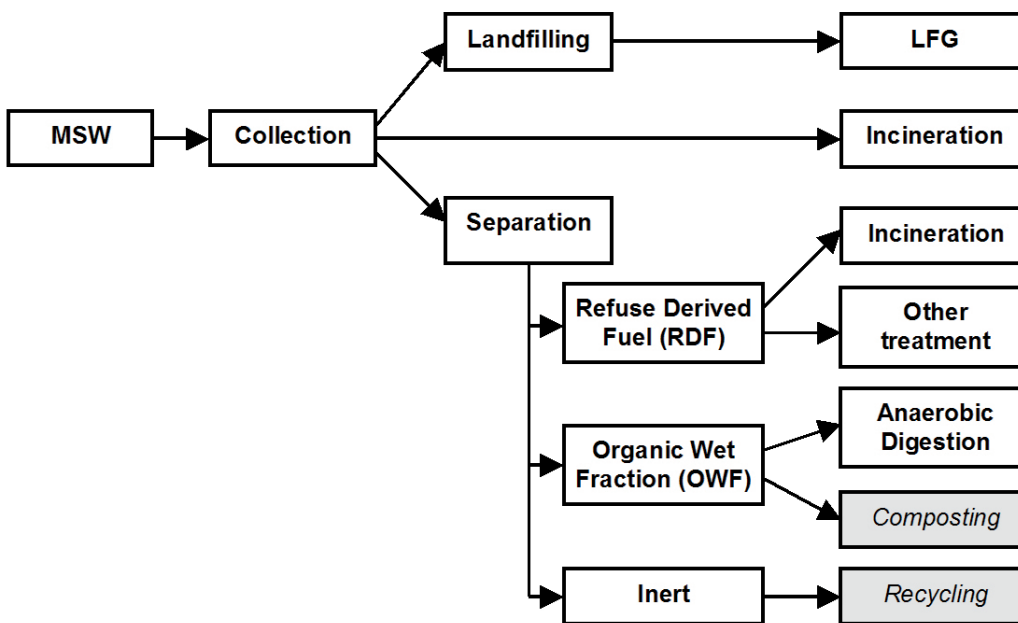 Landfilling
LFG
MSW
Collection
Incineration
Separation
Incineration
Refuse Derived
Fuel (RDF)
Other
treatment
Anaerobic
Digestion
Organic Wet
Fraction (OWF)
Composting
Inert
Recycling